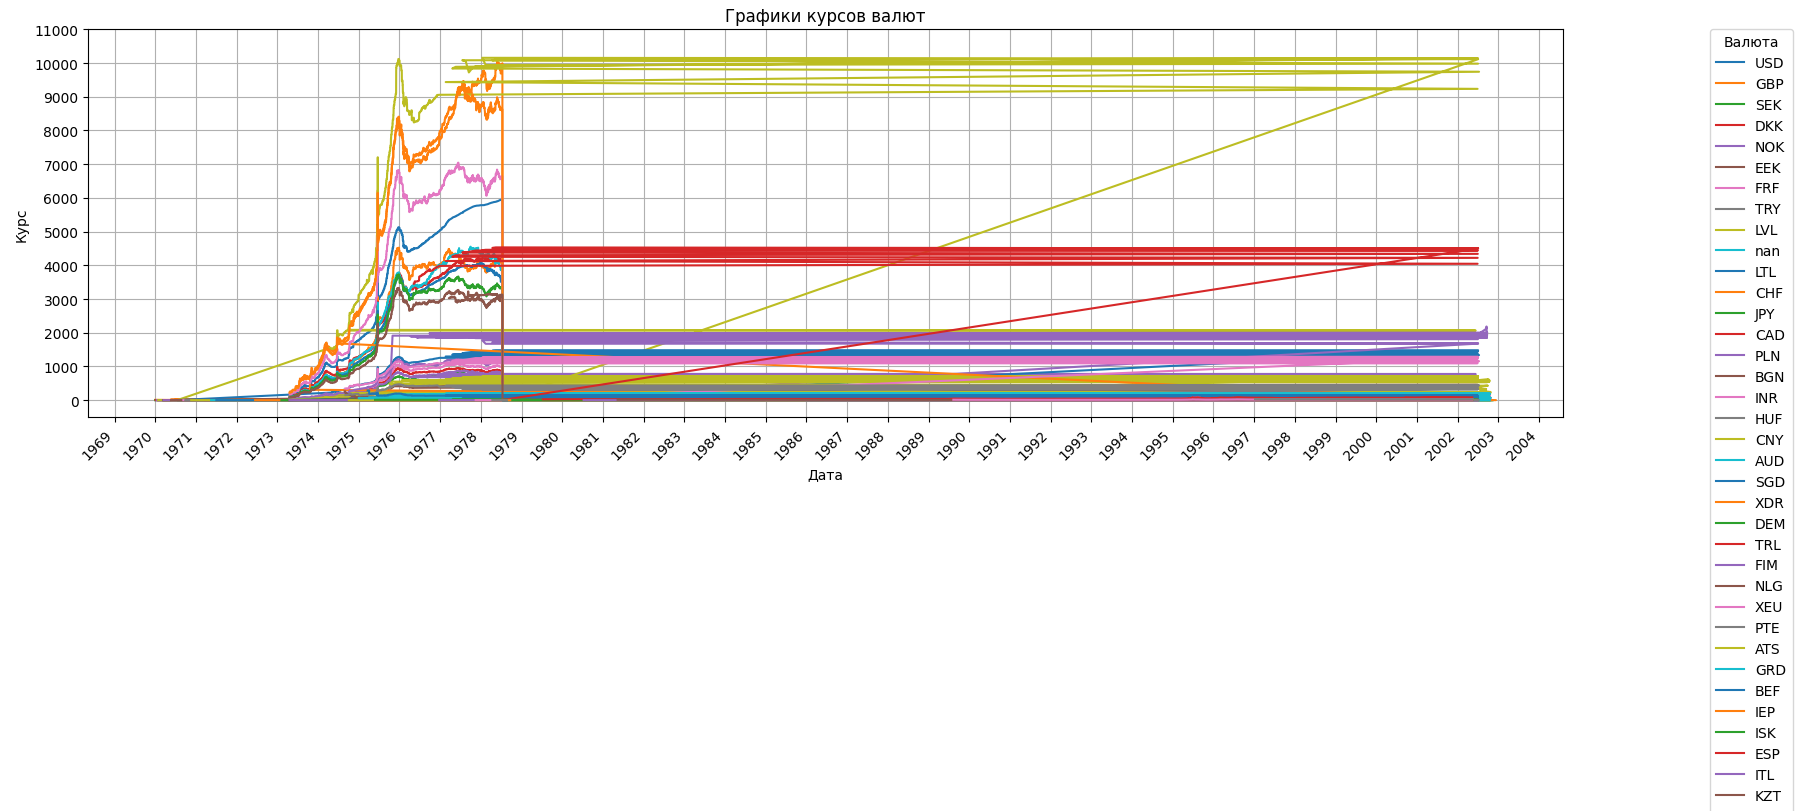 Графики курсов валют
Курс
11000
10000
9000
8000
7000
6000
5000
4000
3000
2000
1000
0
1969
1970
1971
1972
1973
1974
1975
1976
1977
1978
1979
1980
1981
1982
1983
1984
1985
1986
1987
1988
1989
1990
1991
1992
1993
1994
1995
1996
1997
1998
1999
2000
2001
2002
2003
2004
Дата
Валюта
USD
GBP
SEK
DKK
NOK
EEK
FRF
TRY
LVL
nan
LTL
CHF
JPY
CAD
PLN
BGN
INR
HUF
CNY
AUD
SGD
XDR
DEM
TRL
FIM
NLG
XEU
PTE
ATS
GRD
BEF
IEP
ISK
ESP
ITL
KZT